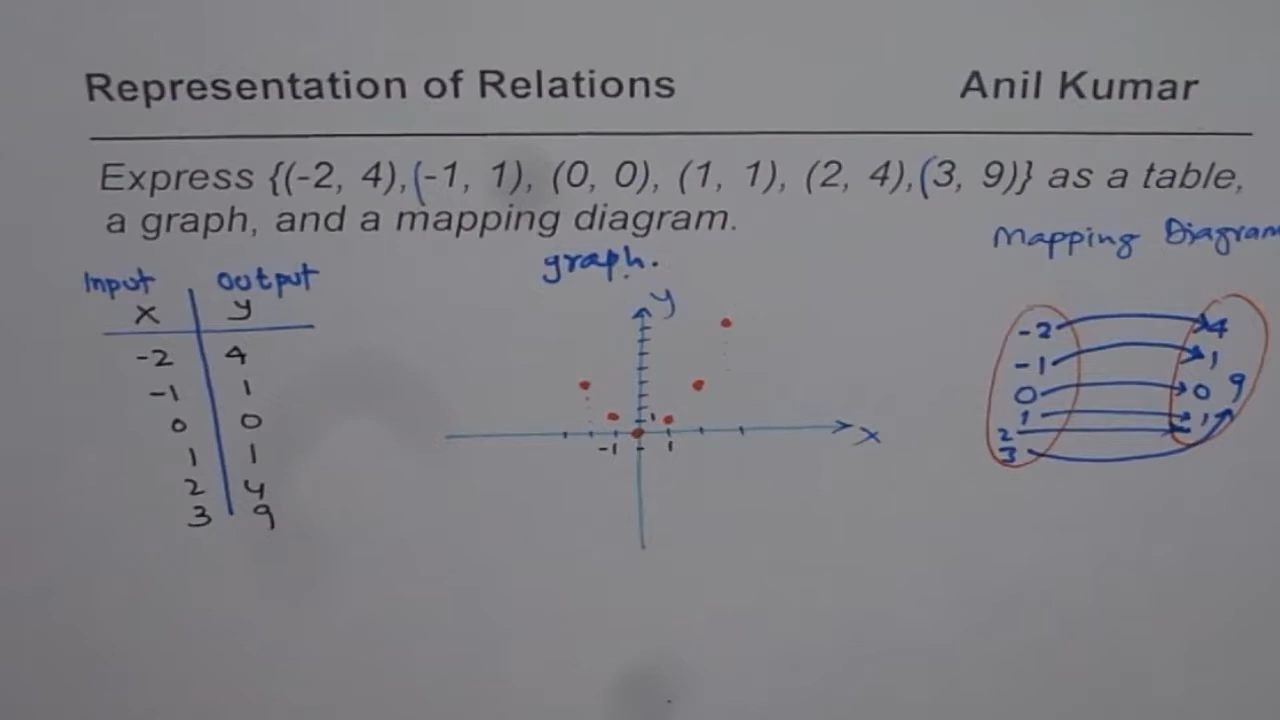 Representation of Relations Anil Kumar
Express {(-2, 4),(-1, 1), (0, 0), (1, 1), (2, 4),(3, 9)} as a table,
a graph, and a mapping diagram.
Input output
x y
-2 4
-1 1
0 0
1 1
2 4
3 9
graph.
y
1
-1 1
x
Mapping Diagram
-2 4
-1 1
0 0 9
1 1
2
3